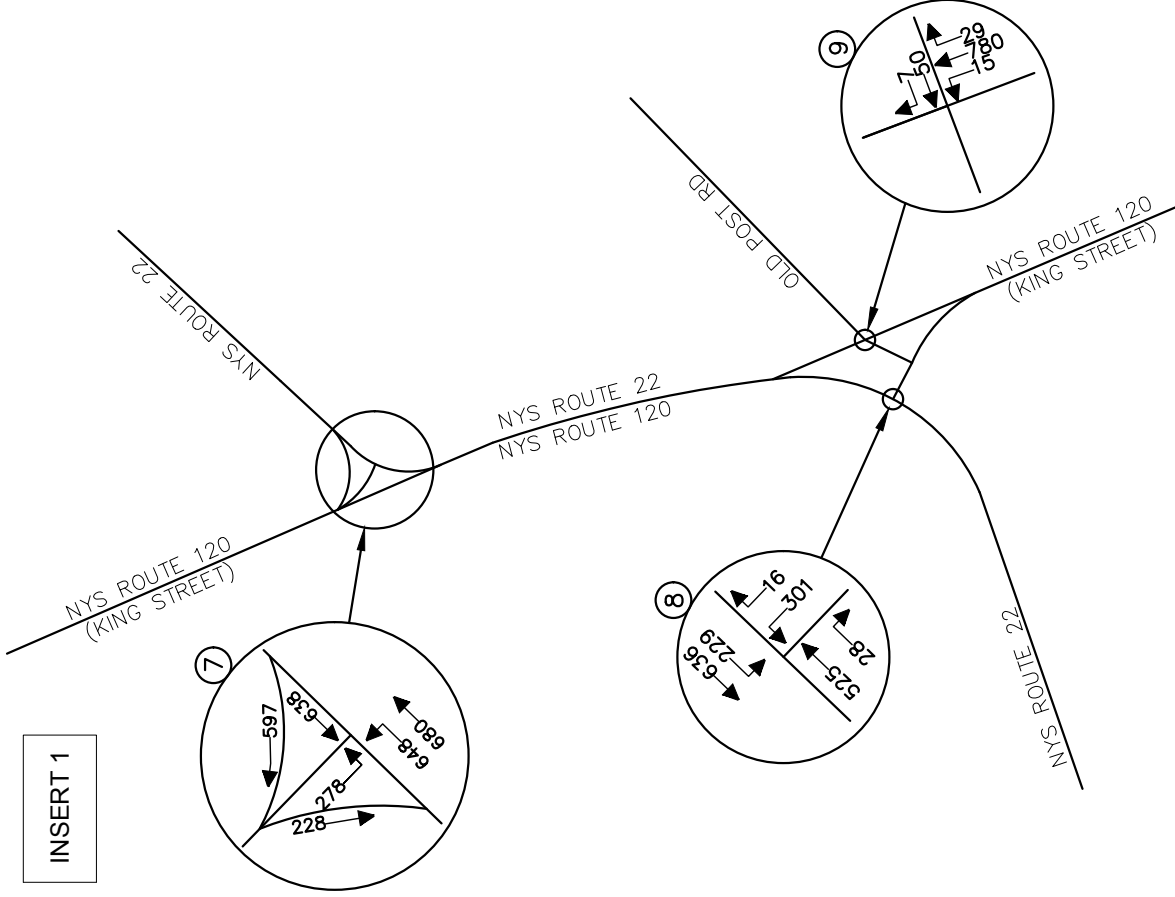 INSERT 1
NYS ROUTE 120
(KING STREET)
NYS ROUTE 22
7
597
638
278
228
648
680
NYS ROUTE 22
NYS ROUTE 120
OLD POST RD
9
7
50
29
780
15
NYS ROUTE 120
(KING STREET)
8
636
229
16
301
525
28
NYS ROUTE 22